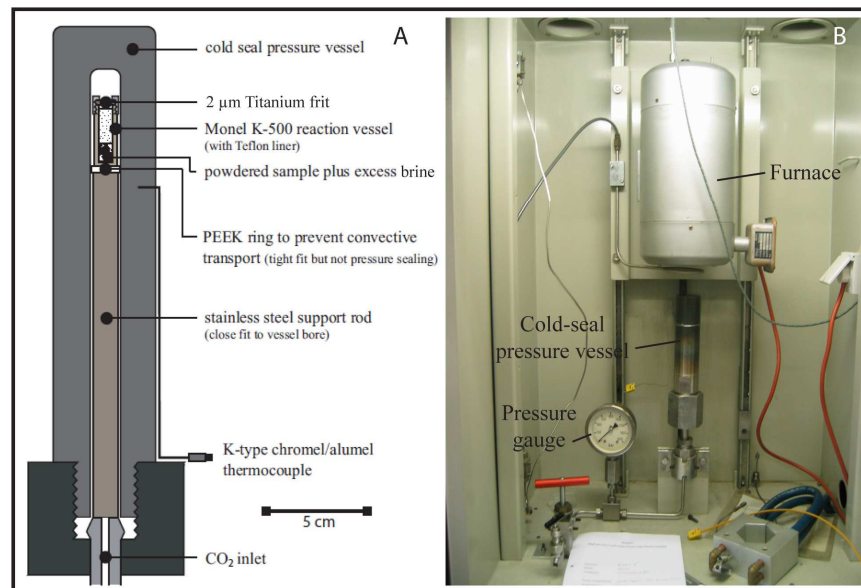 A
cold seal pressure vessel
2 µm Titanium frit
Monel K-500 reaction vessel
(with Teflon liner)
powdered sample plus excess brine
PEEK ring to prevent convective
transport (tight fit but not pressure sealing)
stainless steel support rod
(close fit to vessel bore)
K-type chromel/alumel
thermocouple
5 cm
CO₂ inlet
B
Furnace
Cold-seal
pressure vessel
Pressure
gauge